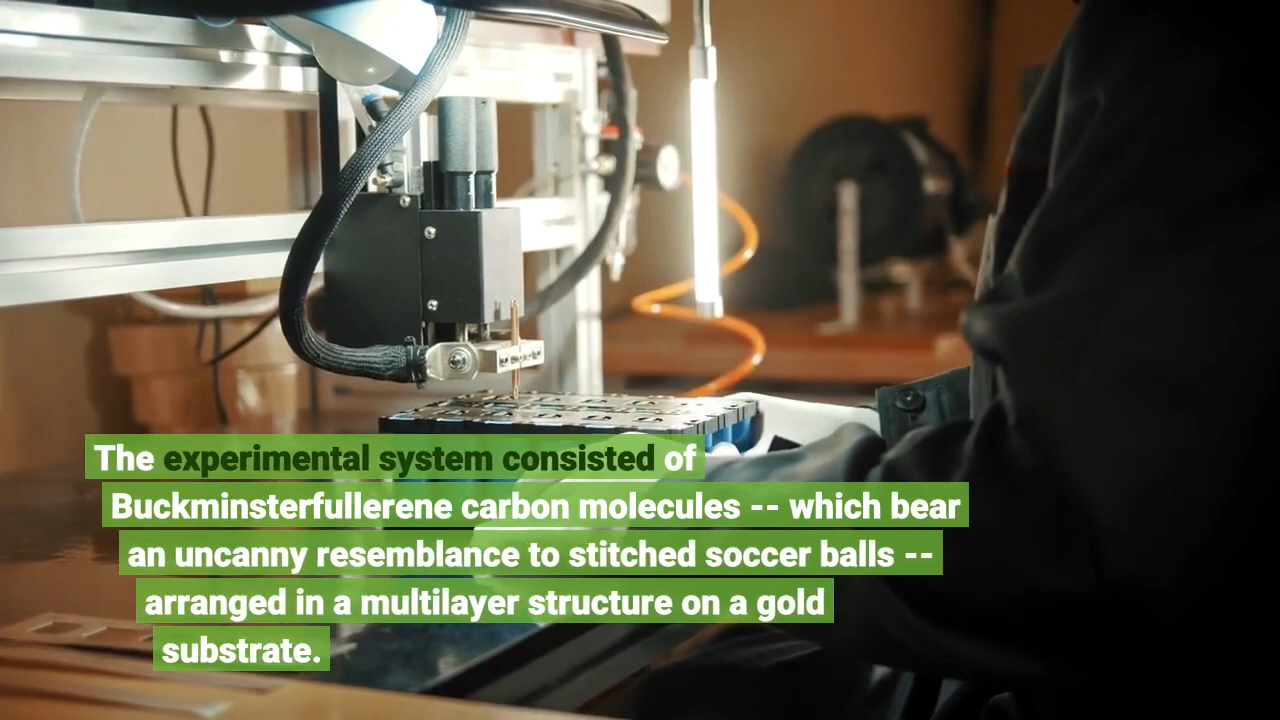 The experimental system consisted of
Buckminsterfullerene carbon molecules -- which bear
an uncanny resemblance to stitched soccer balls --
arranged in a multilayer structure on a gold
substrate.